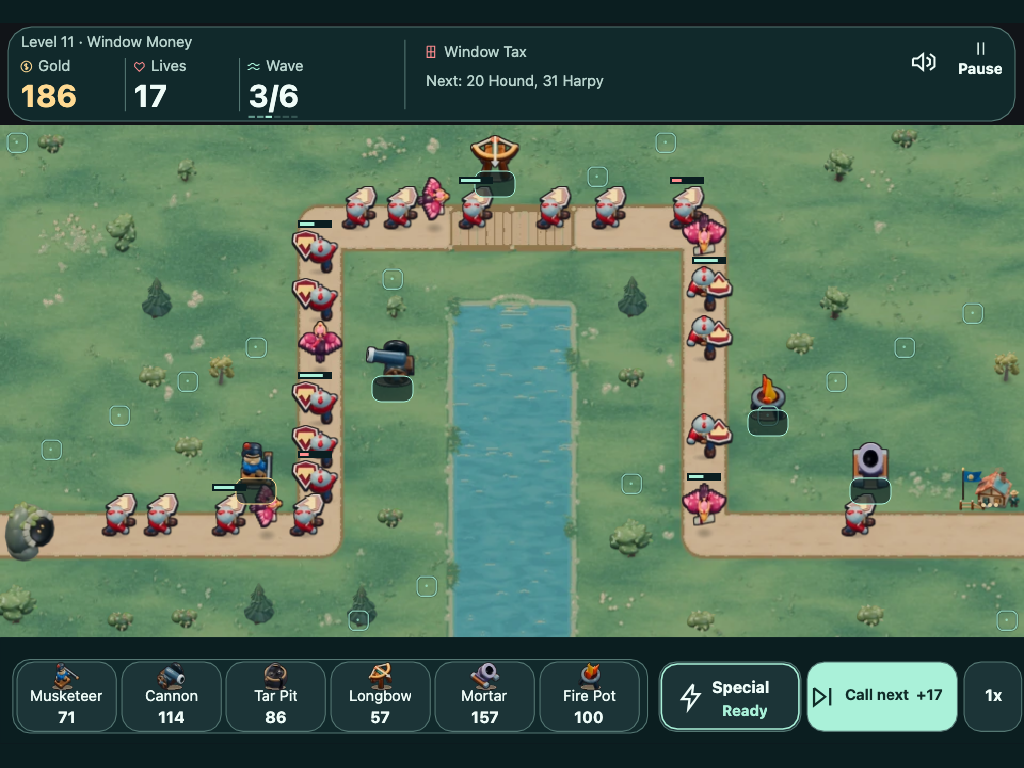 Level 11 · Window Money
Gold
186
Lives
17
Wave
3/6
Window Tax
Next: 20 Hound, 31 Harpy
Pause
Musketeer
71
Cannon
114
Tar Pit
86
Longbow
57
Mortar
157
Fire Pot
100
Special
Ready
Call next +17
1x